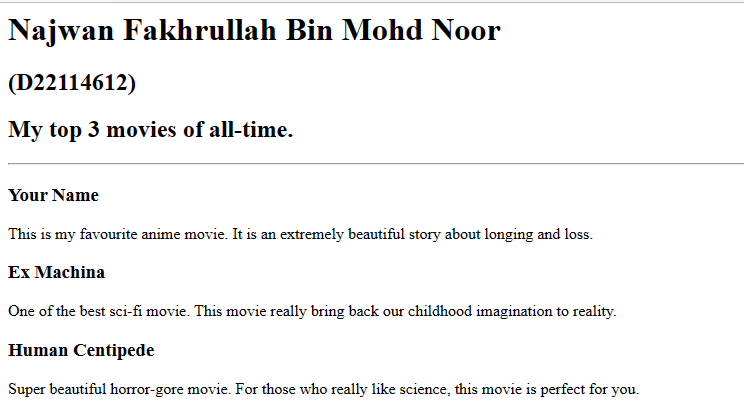 Najwan Fakhrullah Bin Mohd Noor
(D22114612)
My top 3 movies of all-time.
Your Name
This is my favourite anime movie. It is an extremely beautiful story about longing and loss.
Ex Machina
One of the best sci-fi movie. This movie really bring back our childhood imagination to reality.
Human Centipede
Super beautiful horror-gore movie. For those who really like science, this movie is perfect for you.